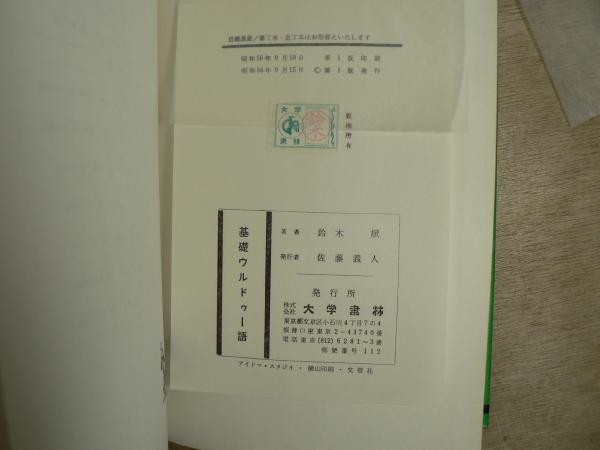 目録進呈/落丁本・乱丁本はお取替えいたします
昭和56年9月10日 第1版印刷
昭和56年9月15日 ©第1版発行
大学
書林
鈴木
版権所有
基礎ウルドゥー語
著者 鈴木 斌
発行者 佐藤義人
発行所
株式会社 大学書林
東京都文京区小石川4丁目7の4
振替口座東京2-43740番
電話東京(812)6281~3番
郵便番号112
アイドマ・スタジオ・横山印刷・文信社